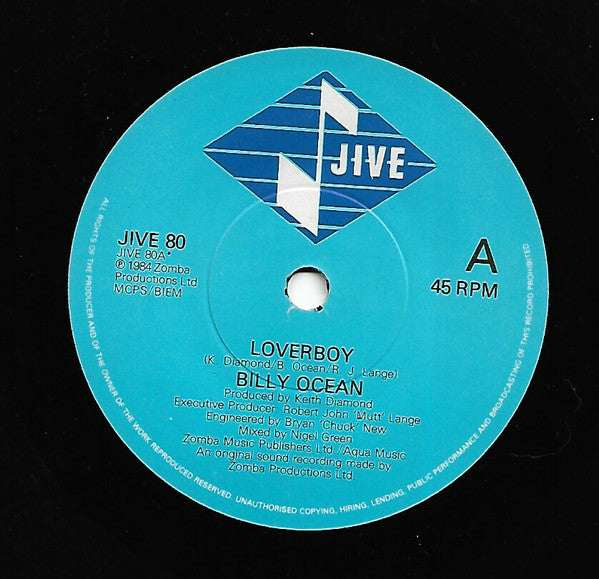 JIVE
JIVE 80
JIVE 80A*
℗ 1984 Zomba
Productions Ltd
MCPS/BIEM
A
45 RPM
LOVERBOY
(K. Diamond/B. Ocean/R. J. Lange)
BILLY OCEAN
Produced by Keith Diamond
Executive Producer: Robert John 'Mutt' Lange
Engineered by Bryan 'Chuck' New
Mixed by Nigel Green
Zomba Music Publishers Ltd./Aqua Music
An original sound recording made by
Zomba Productions Ltd.
ALL RIGHTS OF THE PRODUCER AND OF THE OWNER OF THE WORK REPRODUCED RESERVED. UNAUTHORISED COPYING, HIRING, LENDING, PUBLIC PERFORMANCE AND BROADCASTING OF THIS RECORD PROHIBITED